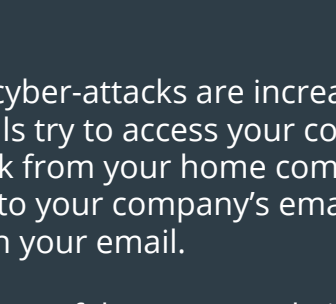 cyber-attacks are increa
ls try to access your co
k from your home com
to your company's ema
n your email.